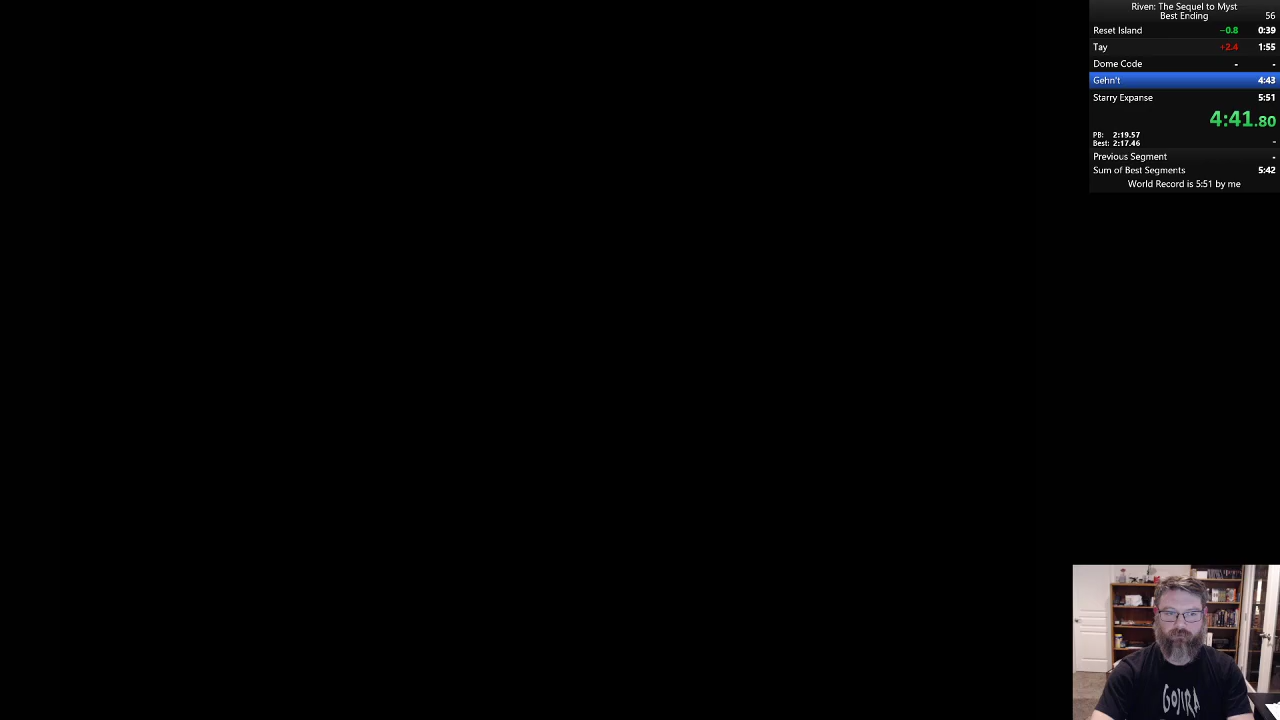 Riven: The Sequel to Myst
Best Ending 56
Reset Island −0.8 0:39
Tay +2.4 1:55
Dome Code - -
Gehn't 4:43
Starry Expanse 5:51
4:41.80
PB: 2:19.57
Best: 2:17.46 -
Previous Segment -
Sum of Best Segments 5:42
World Record is 5:51 by me
GOJIRA